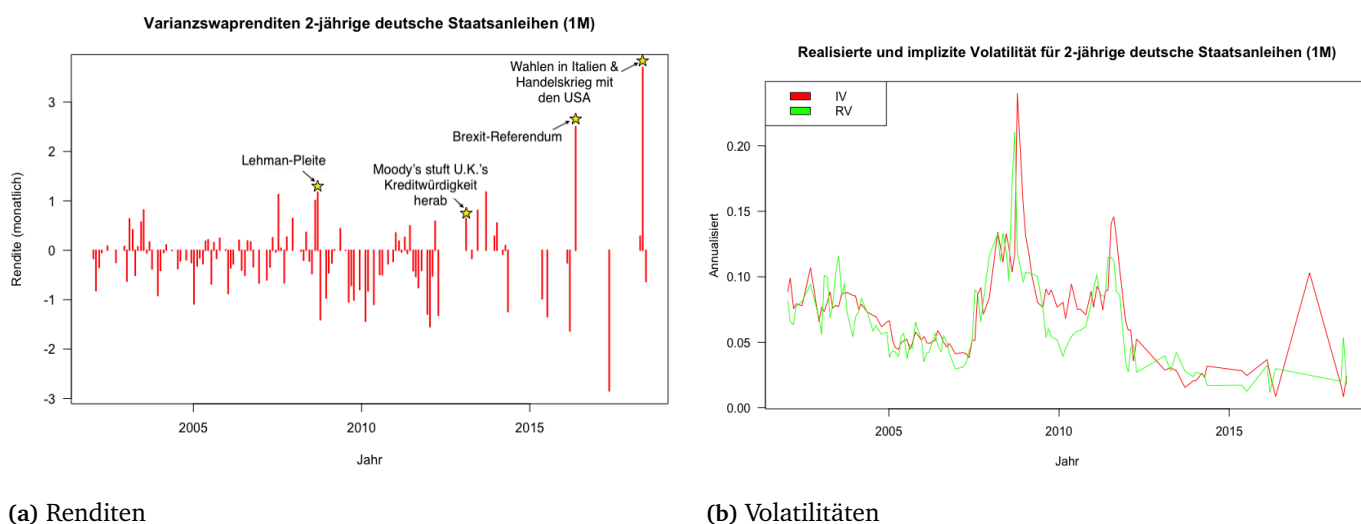 Varianzswaprenditen 2-jährige deutsche Staatsanleihen (1M)
Rendite (monatlich)
3
2
1
0
-1
-2
-3
Lehman-Pleite
Moody's stuft U.K.'s
Kreditwürdigkeit
herab
Brexit-Referendum
Wahlen in Italien &
Handelskrieg mit
den USA
2005
2010
2015
Jahr
(a) Renditen
Realisierte und implizite Volatilität für 2-jährige deutsche Staatsanleihen (1M)
IV
RV
Annualisiert
0.20
0.15
0.10
0.05
0.00
2005
2010
2015
Jahr
(b) Volatilitäten